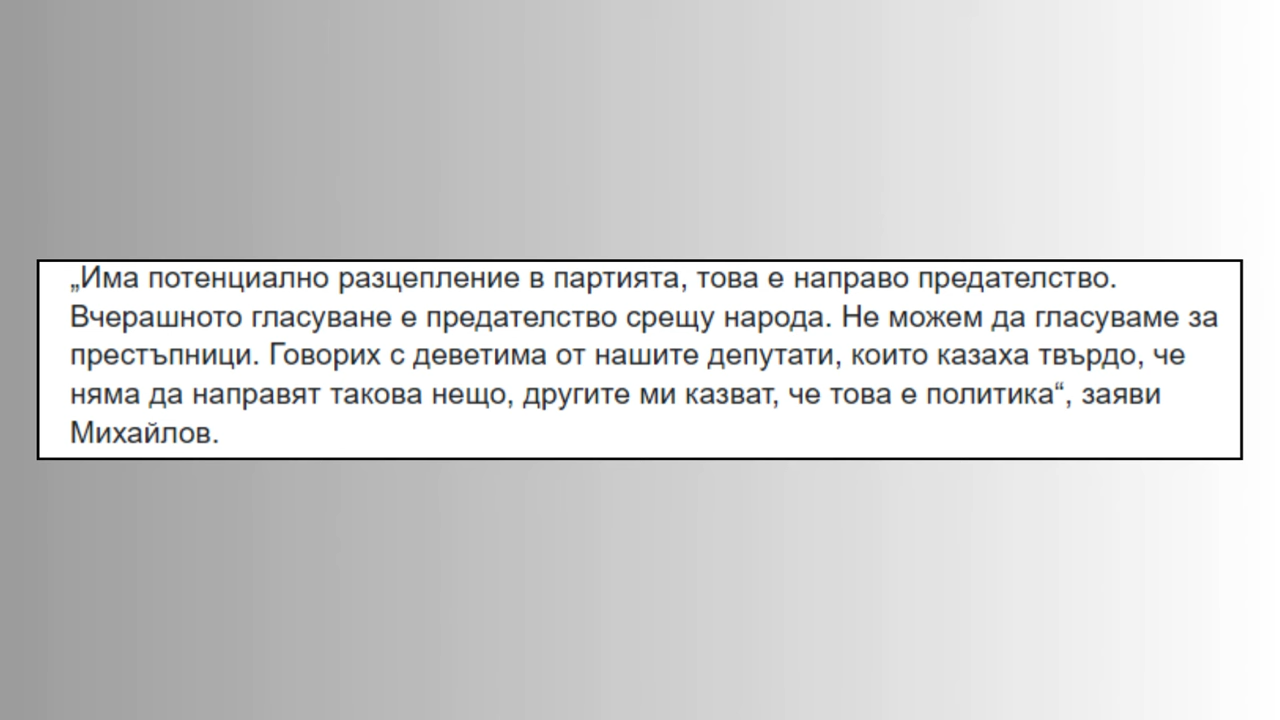 „Има потенциално разцепление в партията, това е направо предателство.
Вчерашното гласуване е предателство срещу народа. Не можем да гласуваме за
престъпници. Говорих с деветима от нашите депутати, които казаха твърдо, че
няма да направят такова нещо, другите ми казват, че това е политика“, заяви
Михайлов.